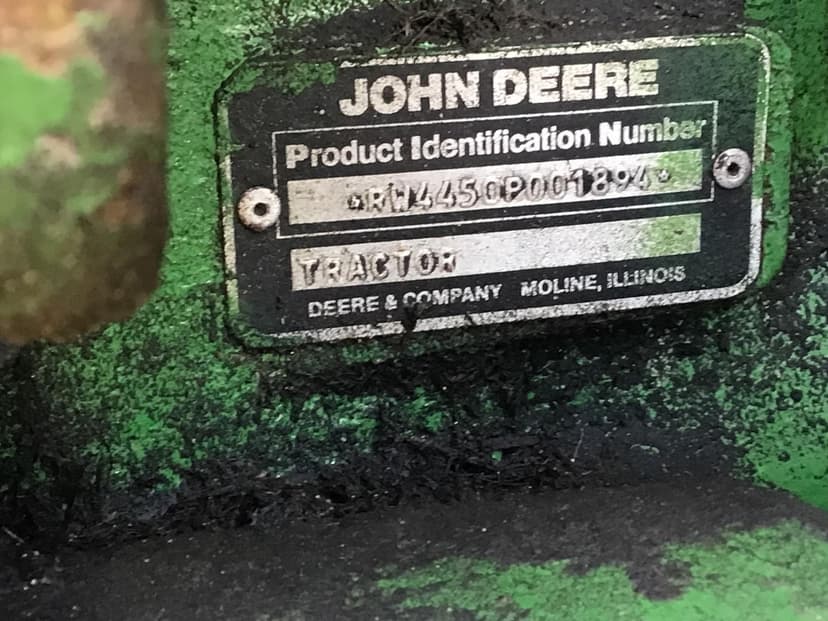 JOHN DEERE
Product Identification Number
*RW4450P001894*
TRACTOR
DEERE & COMPANY MOLINE, ILLINOIS